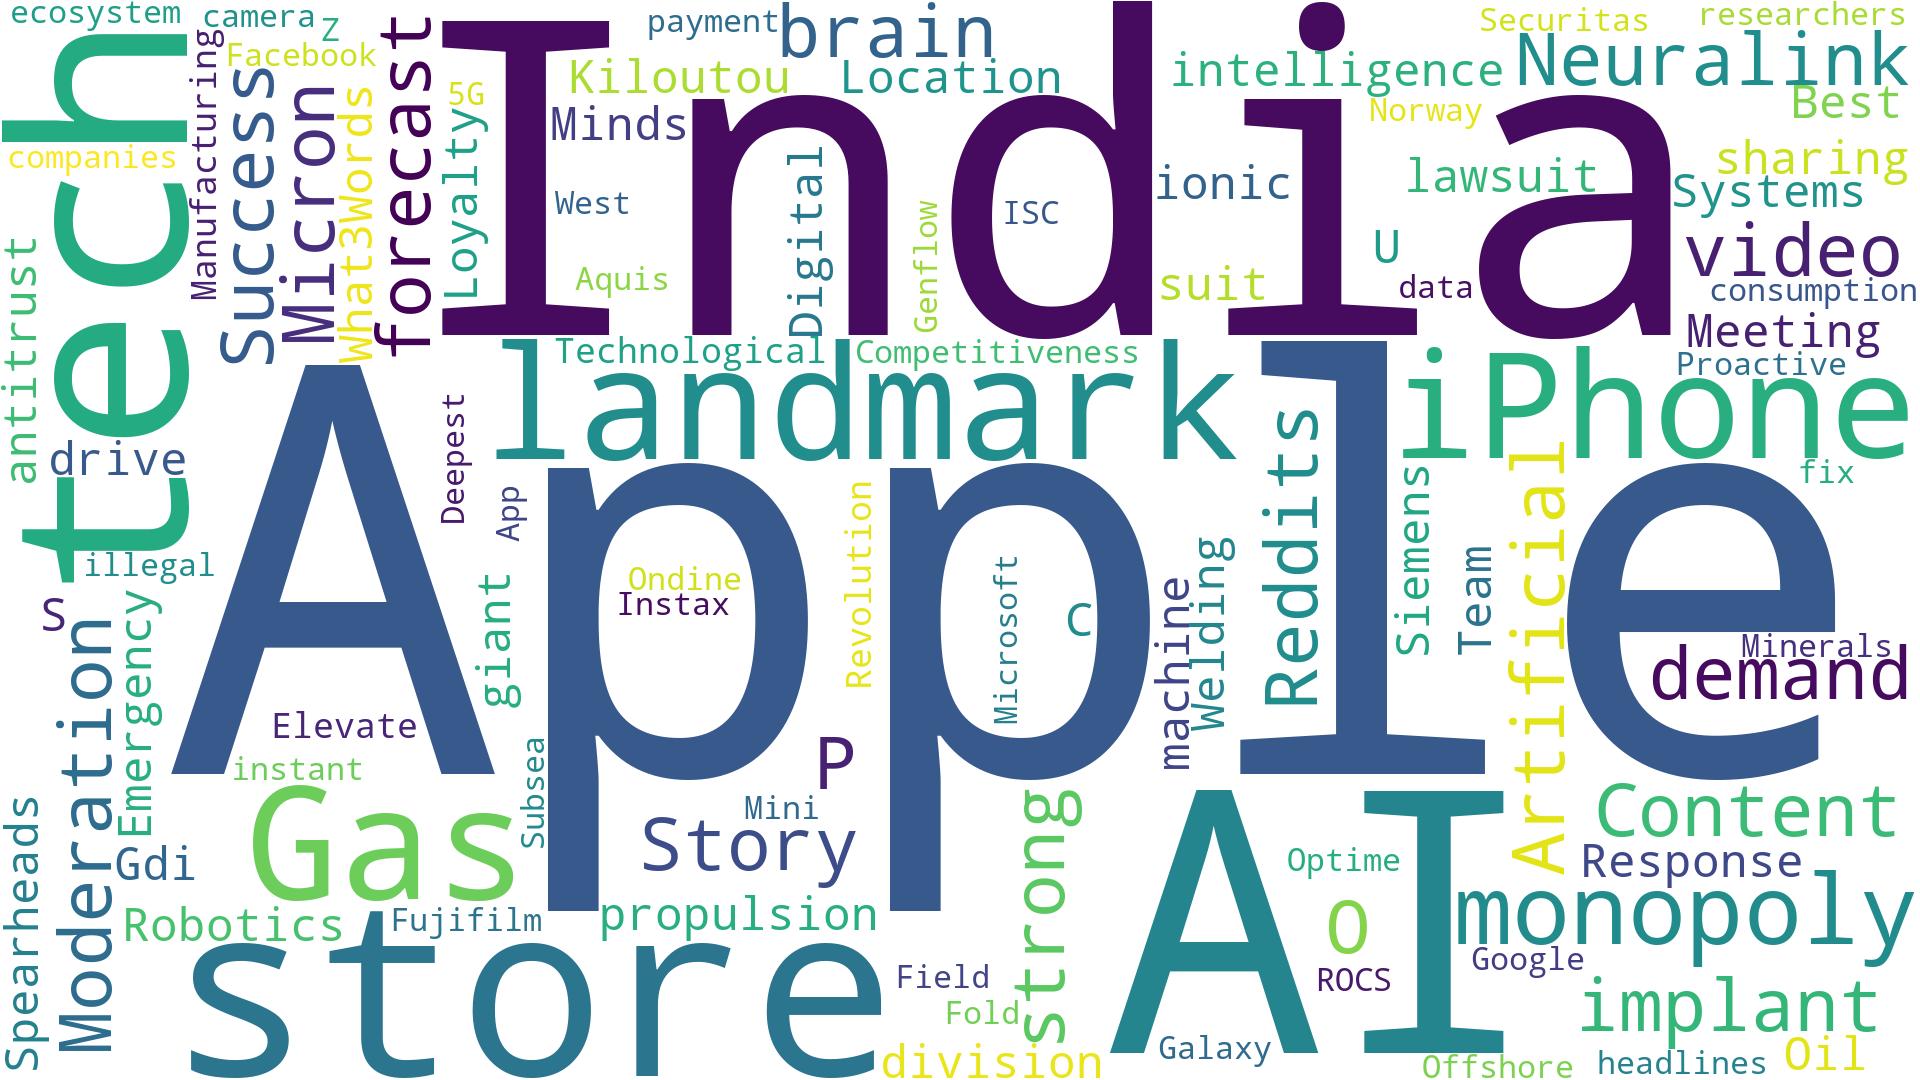 ecosystem
camera
Z
Facebook
payment
brain
Securitas
researchers
tech
Manufacturing
Success
Micron
What3Words
forecast
5G
Loyalty
India
Kiloutou
Location
intelligence
Neuralink
Best
companies
Minds
Norway
sharing
West
Digital
ISC
ionic
lawsuit
Systems
antitrust
Aquis
Genflow
suit
U
data
video
consumption
Meeting
Technological
Competitiveness
Proactive
landmark
iPhone
drive
Deepest
App
Apple
Reddits
Siemens
Team
Artificial
fix
illegal
S
Emergency
giant
Ondine
Instax
Revolution
Microsoft
C
machine
Welding
Minerals
demand
Moderation
Elevate
instant
Subsea
P
Mini
Story
strong
AI
Content
Spearheads
Gdi
Gas
Optime
Response
Robotics
Fujifilm
propulsion
O
monopoly
store
Field
ROCS
Google
Fold
implant
division
Galaxy
Offshore
headlines
Oil